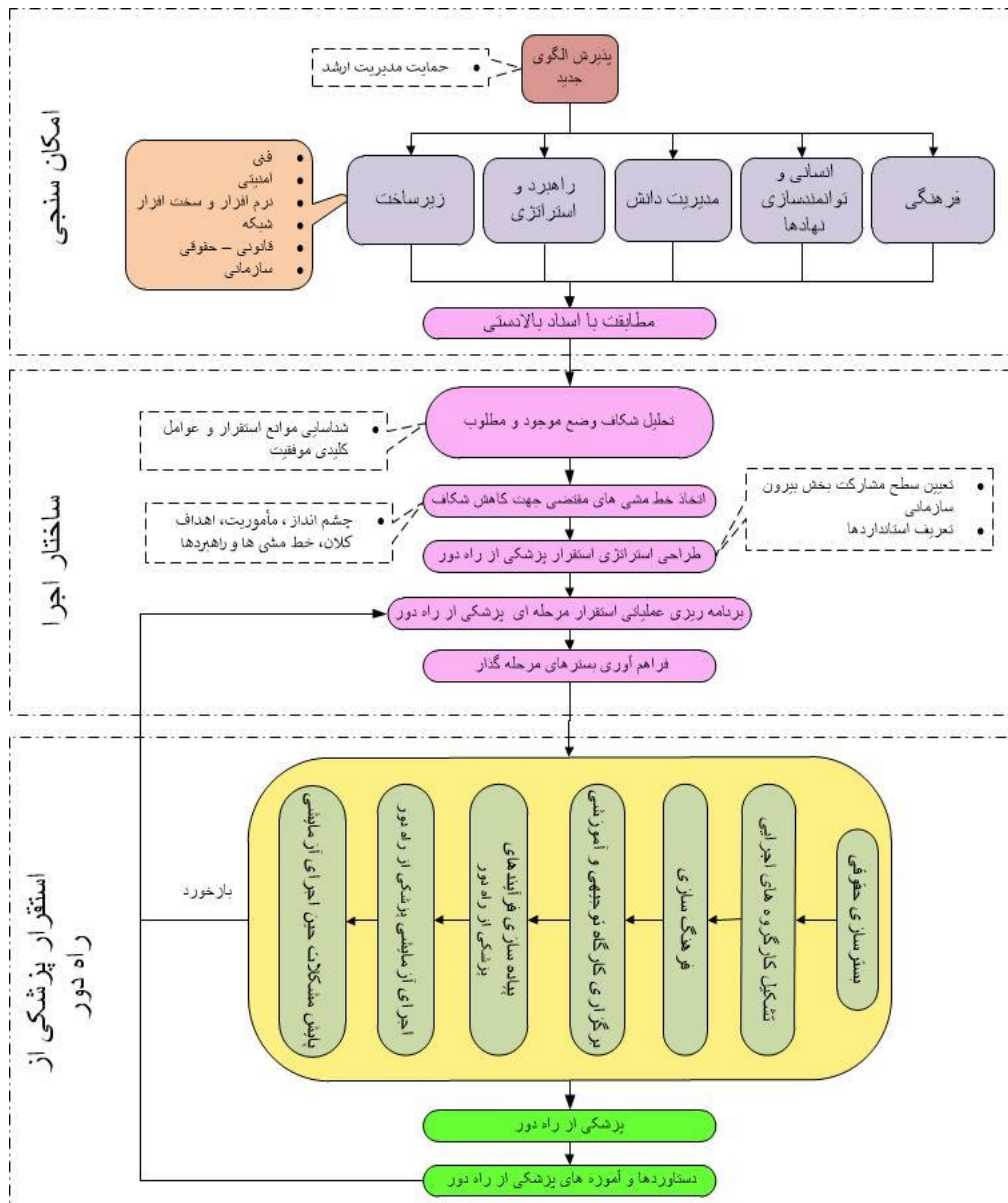 امکان سنجی
پذیرش الگوی
جدید
• حمایت مدیریت ارشد
فرهنگی
انسانی و
توانمندسازی
نهادها
مدیریت دانش
راهبرد و
استراتژی
زیرساخت
• فنی
• امنیتی
• درم افزار و سخت افزار
• شبکه
• قانونی – حقوقی
• سازمانی
مطابقت با اسناد بالادستی
ساختار اجرا
تحلیل شکاف وضع موجود و مطلوب
• شناسایی موانع استقرار و عوامل
کلیدی موفقیت
اتخاذ خط مشی های مقتضی جهت کاهش شکاف
• تعیین سطح مشارکت بخش بیرون
سازمانی
• تعریف استانداردها
• چشم انداز ، مأموریت، اهداف
کلان، خط مشی ها و راهبردها
طراحی استراتژی استقرار پزشکی از راه دور
برنامه ریزی عملیاتی استقرار مرحله ای پزشکی از راه دور
فراهم آوری بسترهای مرحله گذار
استقرار پزشکی از
راه دور
بسترسازی حقوقی
تشکیل کارگروه های اجرایی
فرهنگ سازی
برگزاری کارگاه توجیهی و آموزشی
پیاده سازی فرآیندهای
پزشکی از راه دور
اجرای آزمایشی پزشکی از راه دور
پایش مشکلات حین اجرای آزمایشی
بازخورد
پزشکی از راه دور
دستاوردها و آموزه های پزشکی از راه دور